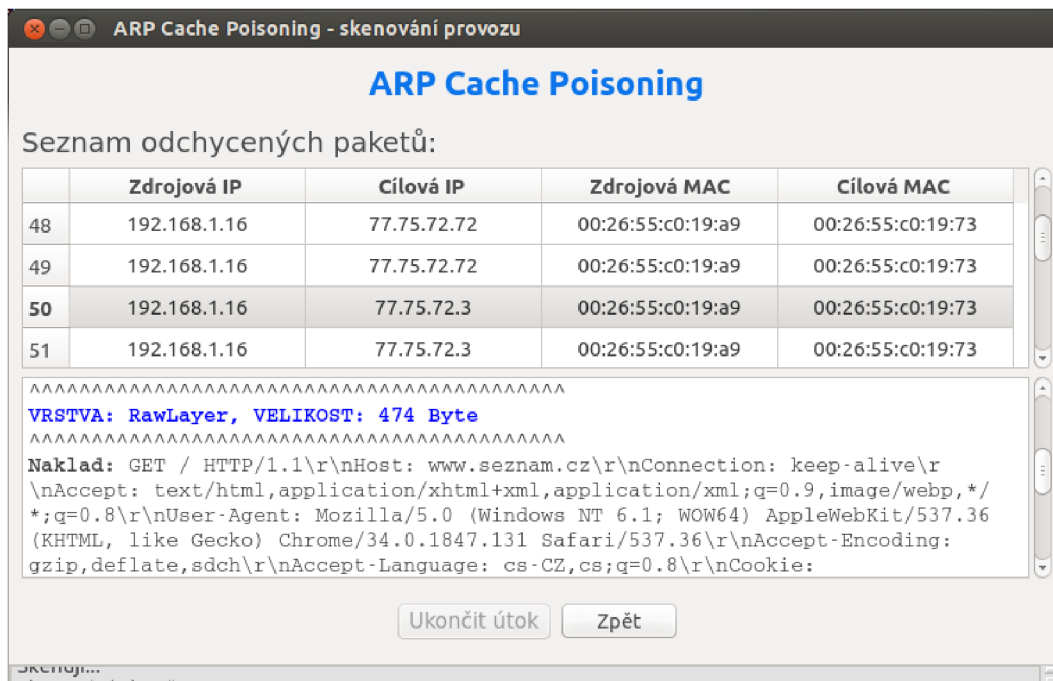 ARP Cache Poisoning - skenování provozu
ARP Cache Poisoning
Seznam odchycených paketů:
Zdrojová IP Cílová IP Zdrojová MAC Cílová MAC
48 192.168.1.16 77.75.72.72 00:26:55:c0:19:a9 00:26:55:c0:19:73
49 192.168.1.16 77.75.72.72 00:26:55:c0:19:a9 00:26:55:c0:19:73
50 192.168.1.16 77.75.72.3 00:26:55:c0:19:a9 00:26:55:c0:19:73
51 192.168.1.16 77.75.72.3 00:26:55:c0:19:a9 00:26:55:c0:19:73
^^^^^^^^^^^^^^^^^^^^^^^^^^^^^^^^^^^^^^^^^^^
VRSTVA: RawLayer, VELIKOST: 474 Byte
^^^^^^^^^^^^^^^^^^^^^^^^^^^^^^^^^^^^^^^^^^^
Naklad: GET / HTTP/1.1\r\nHost: www.seznam.cz\r\nConnection: keep-alive\r
\nAccept: text/html,application/xhtml+xml,application/xml;q=0.9,image/webp,*/
*;q=0.8\r\nUser-Agent: Mozilla/5.0 (Windows NT 6.1; WOW64) AppleWebKit/537.36
(KHTML, like Gecko) Chrome/34.0.1847.131 Safari/537.36\r\nAccept-Encoding:
gzip,deflate,sdch\r\nAccept-Language: cs-CZ,cs;q=0.8\r\nCookie:
Ukončit útok Zpět
Skenuji...